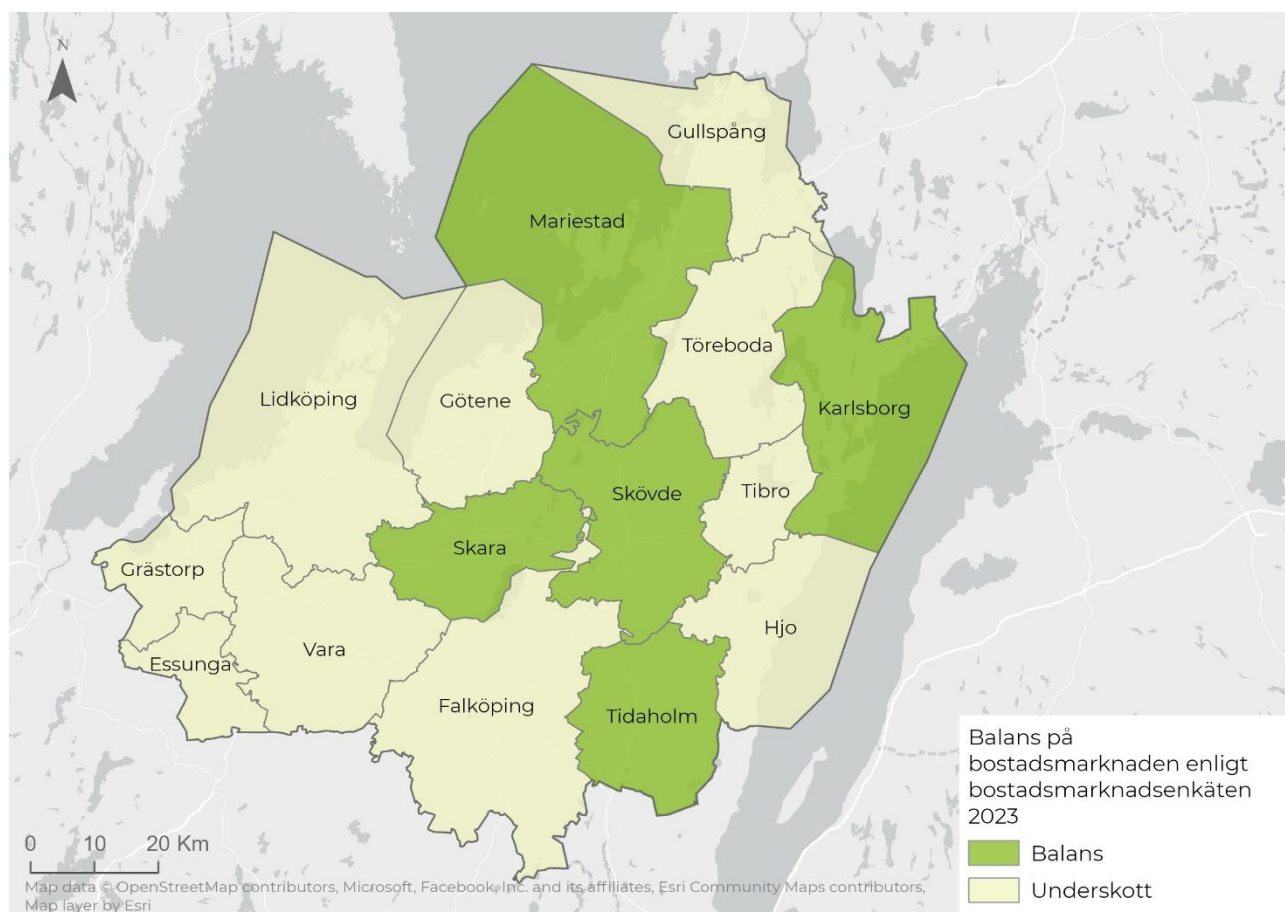 N
Gullspång
Mariestad
Töreboda
Lidköping
Götene
Karlsborg
Tibro
Skövde
Skara
Grästorp
Hjo
Vara
Essunga
Falköping
Tidaholm
Balans på
bostadsmarknaden enligt
bostadsmarknadsenkäten
2023
Balans
Underskott
0 10 20 Km
Map data © OpenStreetMap contributors, Microsoft, Facebook, Inc. and its affiliates, Esri Community Maps contributors,
Map layer by Esri